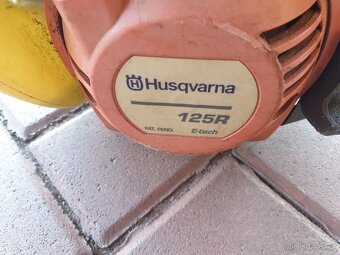 Husqvarna
125R
PAT. PEND. E-tech